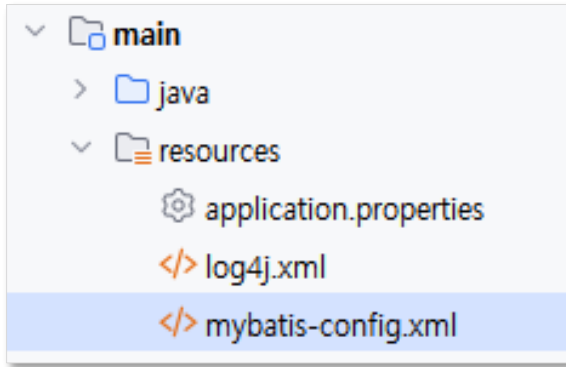 main
java
resources
application.properties
log4j.xml
mybatis-config.xml